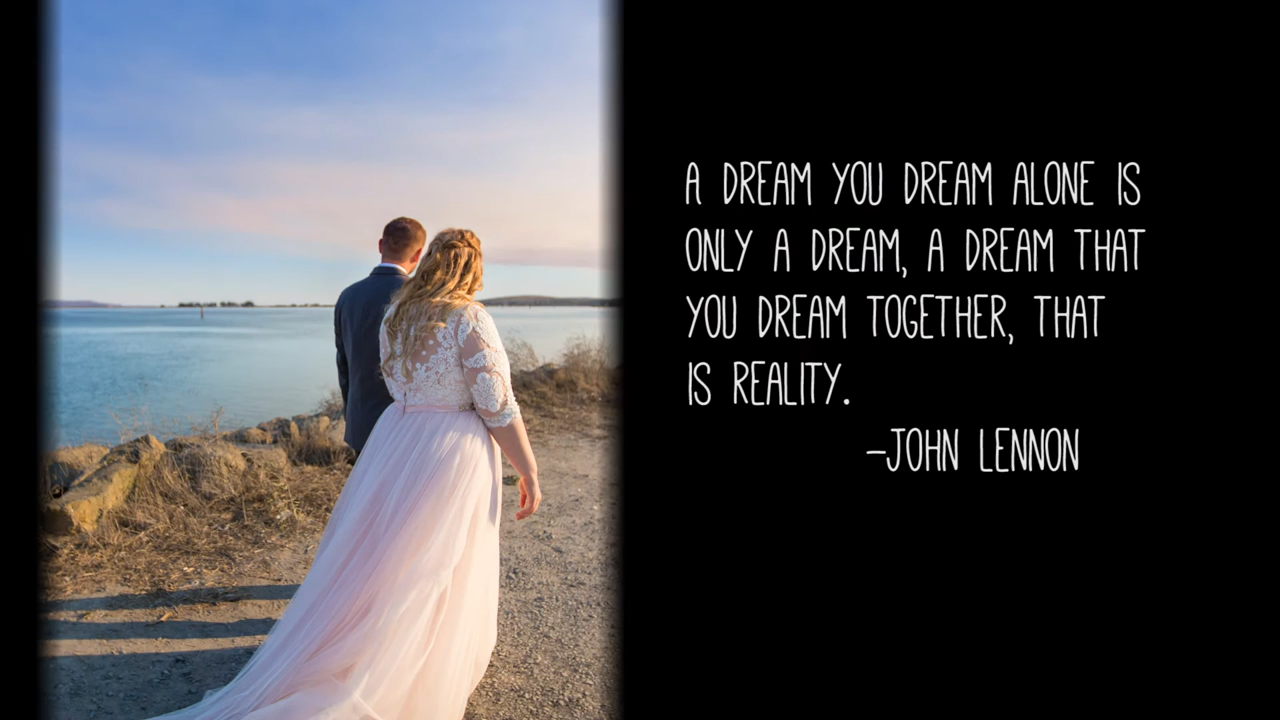 A DREAM YOU DREAM ALONE IS
ONLY A DREAM, A DREAM THAT
YOU DREAM TOGETHER, THAT
IS REALITY.
-JOHN LENNON